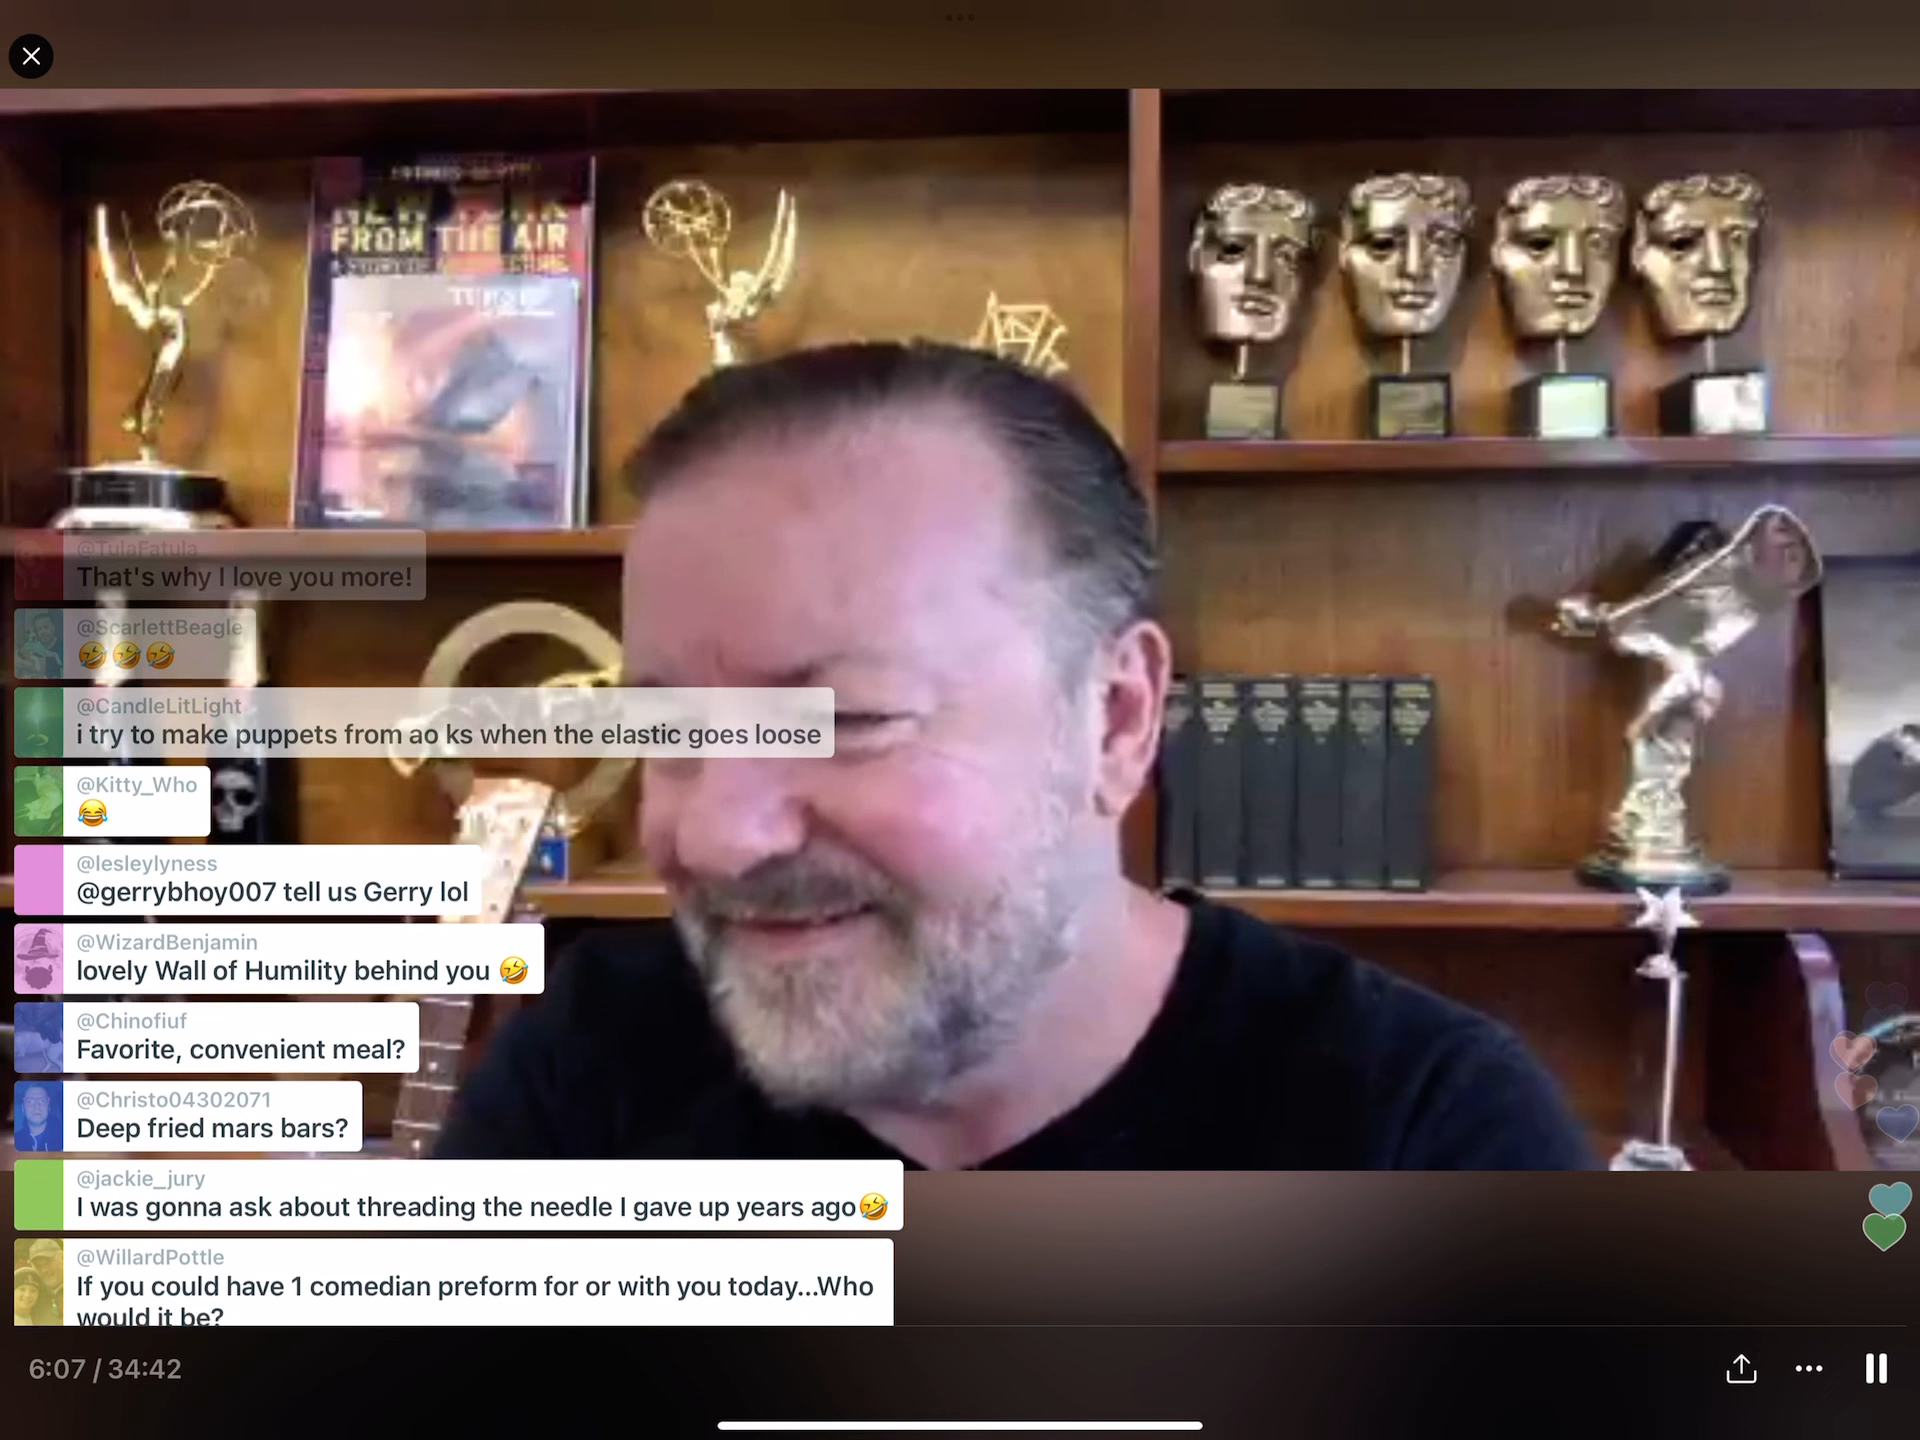 FROM THE AIR
@TulaFatula
That's why I love you more!
@ScarlettBeagle
🤣🤣🤣
@CandleLitLight
i try to make puppets from ao ks when the elastic goes loose
@Kitty_Who
😂
@lesleylyness
@gerrybhoy007 tell us Gerry lol
@WizardBenjamin
lovely Wall of Humility behind you 🤣
@Chinofiuf
Favorite, convenient meal?
@Christo04302071
Deep fried mars bars?
@jackie_jury
I was gonna ask about threading the needle I gave up years ago🤣
@WillardPottle
If you could have 1 comedian preform for or with you today...Who
would it be?
6:07 / 34:42